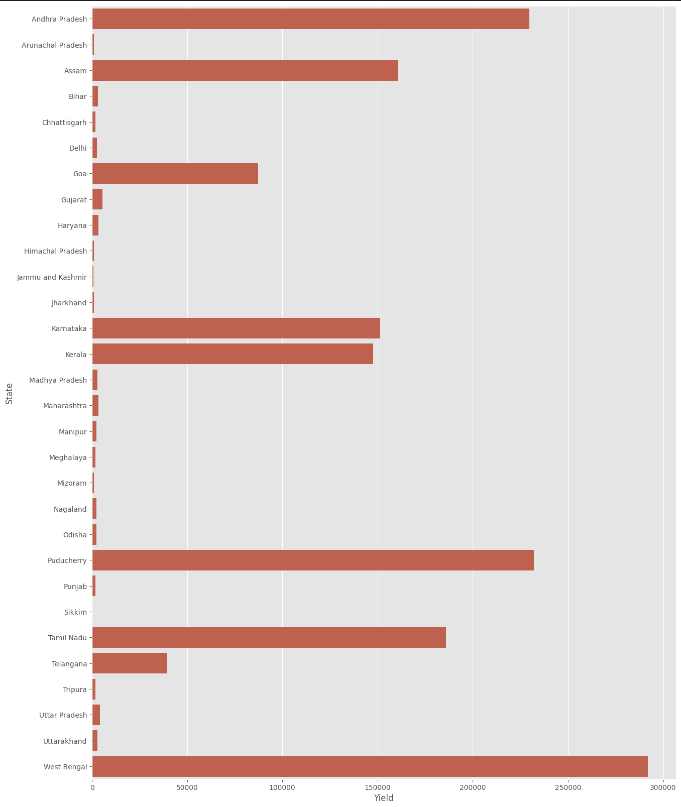 Andhra Pradesh
Arunachal Pradesh
Assam
Bihar
Chhattisgarh
Delhi
Goa
Gujarat
Haryana
Himachal Pradesh
Jammu and Kashmir
Jharkhand
Karnataka
Kerala
Madhya Pradesh
Maharashtra
Manipur
Meghalaya
Mizoram
Nagaland
Odisha
Puducherry
Punjab
Sikkim
Tamil Nadu
Telangana
Tripura
Uttar Pradesh
Uttarakhand
West Bengal
State
0 50000 100000 150000 200000 250000 300000
Yield